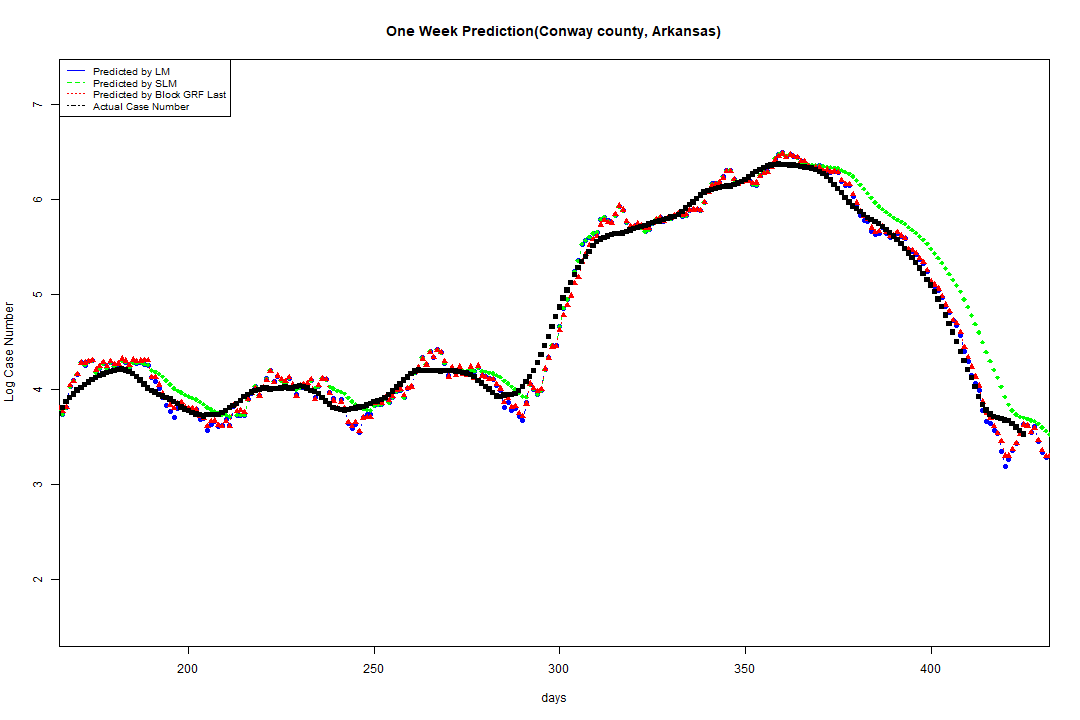 One Week Prediction(Conway county, Arkansas)
Predicted by LM
Predicted by SLM
Predicted by Block GRF Last
Actual Case Number
Log Case Number
7
6
5
4
3
2
200
250
300
350
400
days